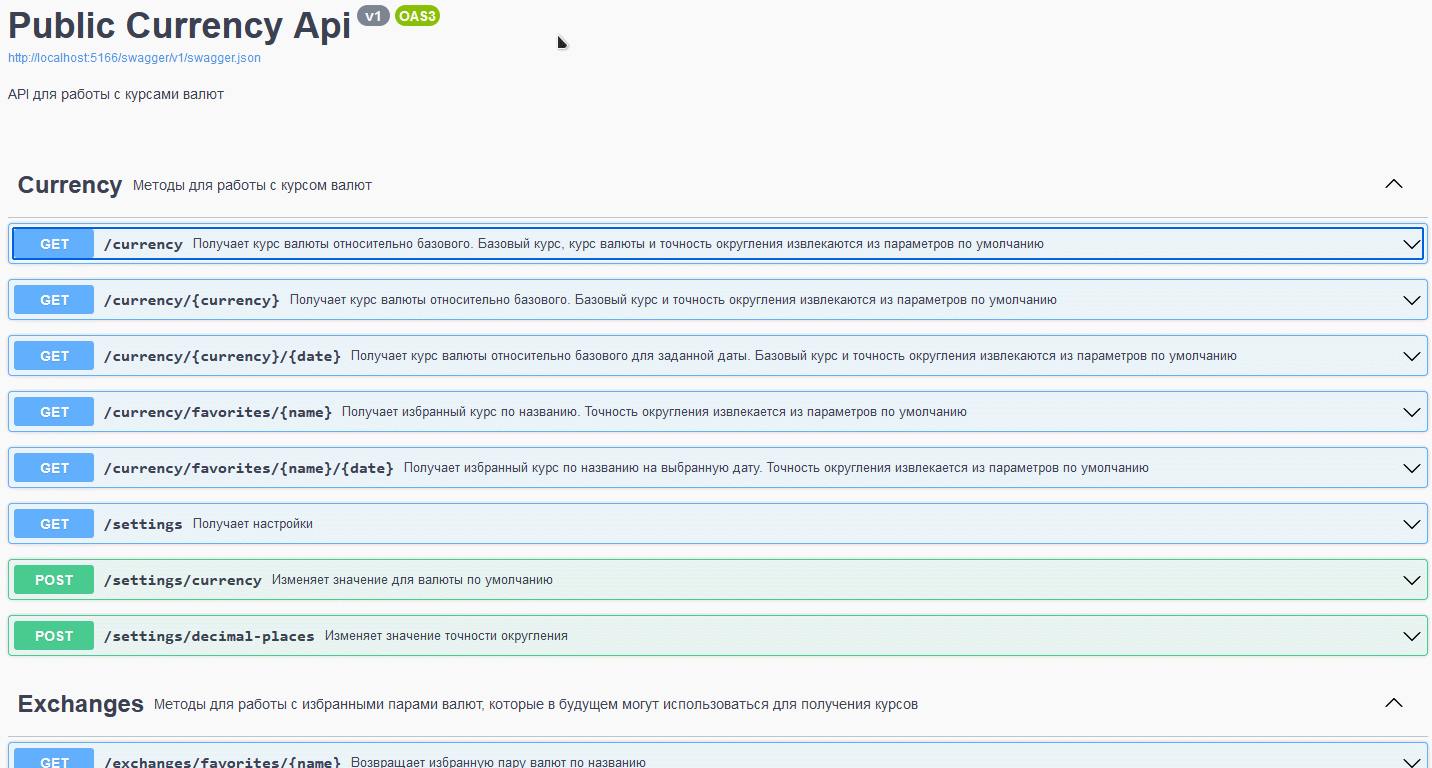 Public Currency Api v1 OAS3
http://localhost:5166/swagger/v1/swagger.json
API для работы с курсами валют
Currency Методы для работы с курсом валют
GET /currency Получает курс валюты относительно базового. Базовый курс, курс валюты и точность округления извлекаются из параметров по умолчанию
GET /currency/{currency} Получает курс валюты относительно базового. Базовый курс и точность округления извлекаются из параметров по умолчанию
GET /currency/{currency}/{date} Получает курс валюты относительно базового для заданной даты. Базовый курс и точность округления извлекаются из параметров по умолчанию
GET /currency/favorites/{name} Получает избранный курс по названию. Точность округления извлекается из параметров по умолчанию
GET /currency/favorites/{name}/{date} Получает избранный курс по названию на выбранную дату. Точность округления извлекается из параметров по умолчанию
GET /settings Получает настройки
POST /settings/currency Изменяет значение для валюты по умолчанию
POST /settings/decimal-places Изменяет значение точности округления
Exchanges Методы для работы с избранными парами валют, которые в будущем могут использоваться для получения курсов
GET /exchanges/favorites/{name} Возвращает избранную пару валют по названию